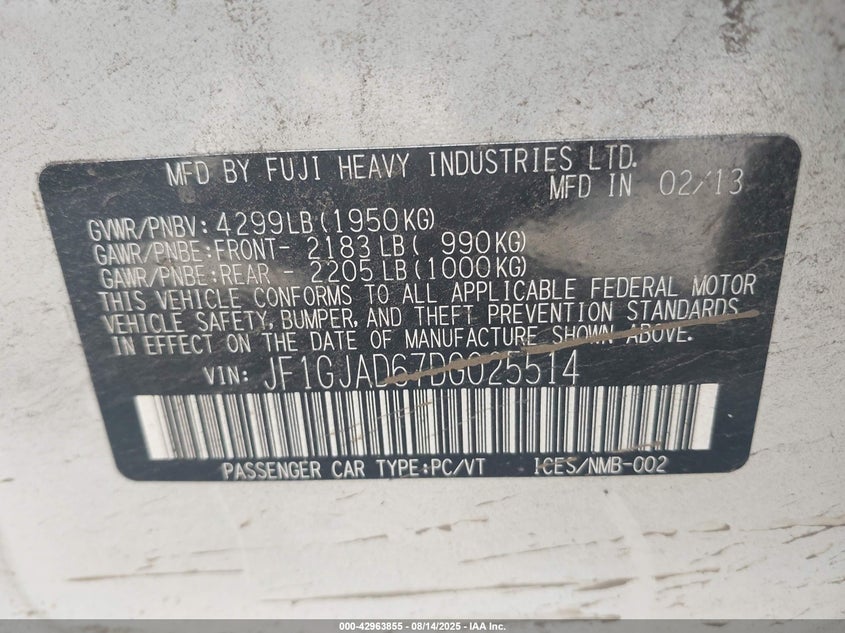 MFD BY FUJI HEAVY INDUSTRIES LTD.
MFD IN 02/13
GVWR/PNBV: 4299LB(1950KG)
GAWR/PNBE:FRONT- 2183LB( 990KG)
GAWR/PNBE:REAR - 2205LB(1000KG)
THIS VEHICLE CONFORMS TO ALL APPLICABLE FEDERAL MOTOR
VEHICLE SAFETY, BUMPER, AND THEFT PREVENTION STANDARDS
IN EFFECT ON THE DATE OF MANUFACTURE SHOWN ABOVE.
VIN: JF1GJAD67DG025514
PASSENGER CAR TYPE:PC/VT ICES/NMB-002
000-42963855 - 08/14/2025 - IAA Inc.